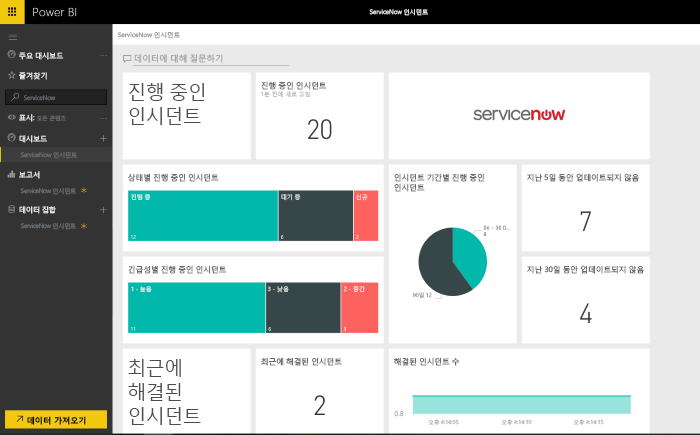 Power BI
ServiceNow 인시던트
ServiceNow 인시던트
주요 대시보드
즐겨찾기
ServiceNow
표시: 모든 콘텐츠
대시보드
ServiceNow 인시던트
보고서
ServiceNow 인시던트
데이터 집합
ServiceNow 인시던트
데이터 가져오기
데이터에 대해 질문하기
진행 중인
인시던트
진행 중인 인시던트
1분 전에 새로 고침
20
servicenow
상태별 진행 중인 인시던트
진행 중
대기 중
신규
12
6
2
인시던트 기간별 진행 중인
인시던트
06 - 30 O...
8
90일 12
지난 5일 동안 업데이트되지 않음
7
긴급성별 진행 중인 인시던트
1 - 높음
3 - 낮음
2 - 중간
11
6
3
지난 30일 동안 업데이트되지 않음
4
최근에
해결된
인시던트
최근에 해결된 인시던트
2
해결된 인시던트 수
0.8
오후 4:14:05
오후 4:14:10
오후 4:14:15